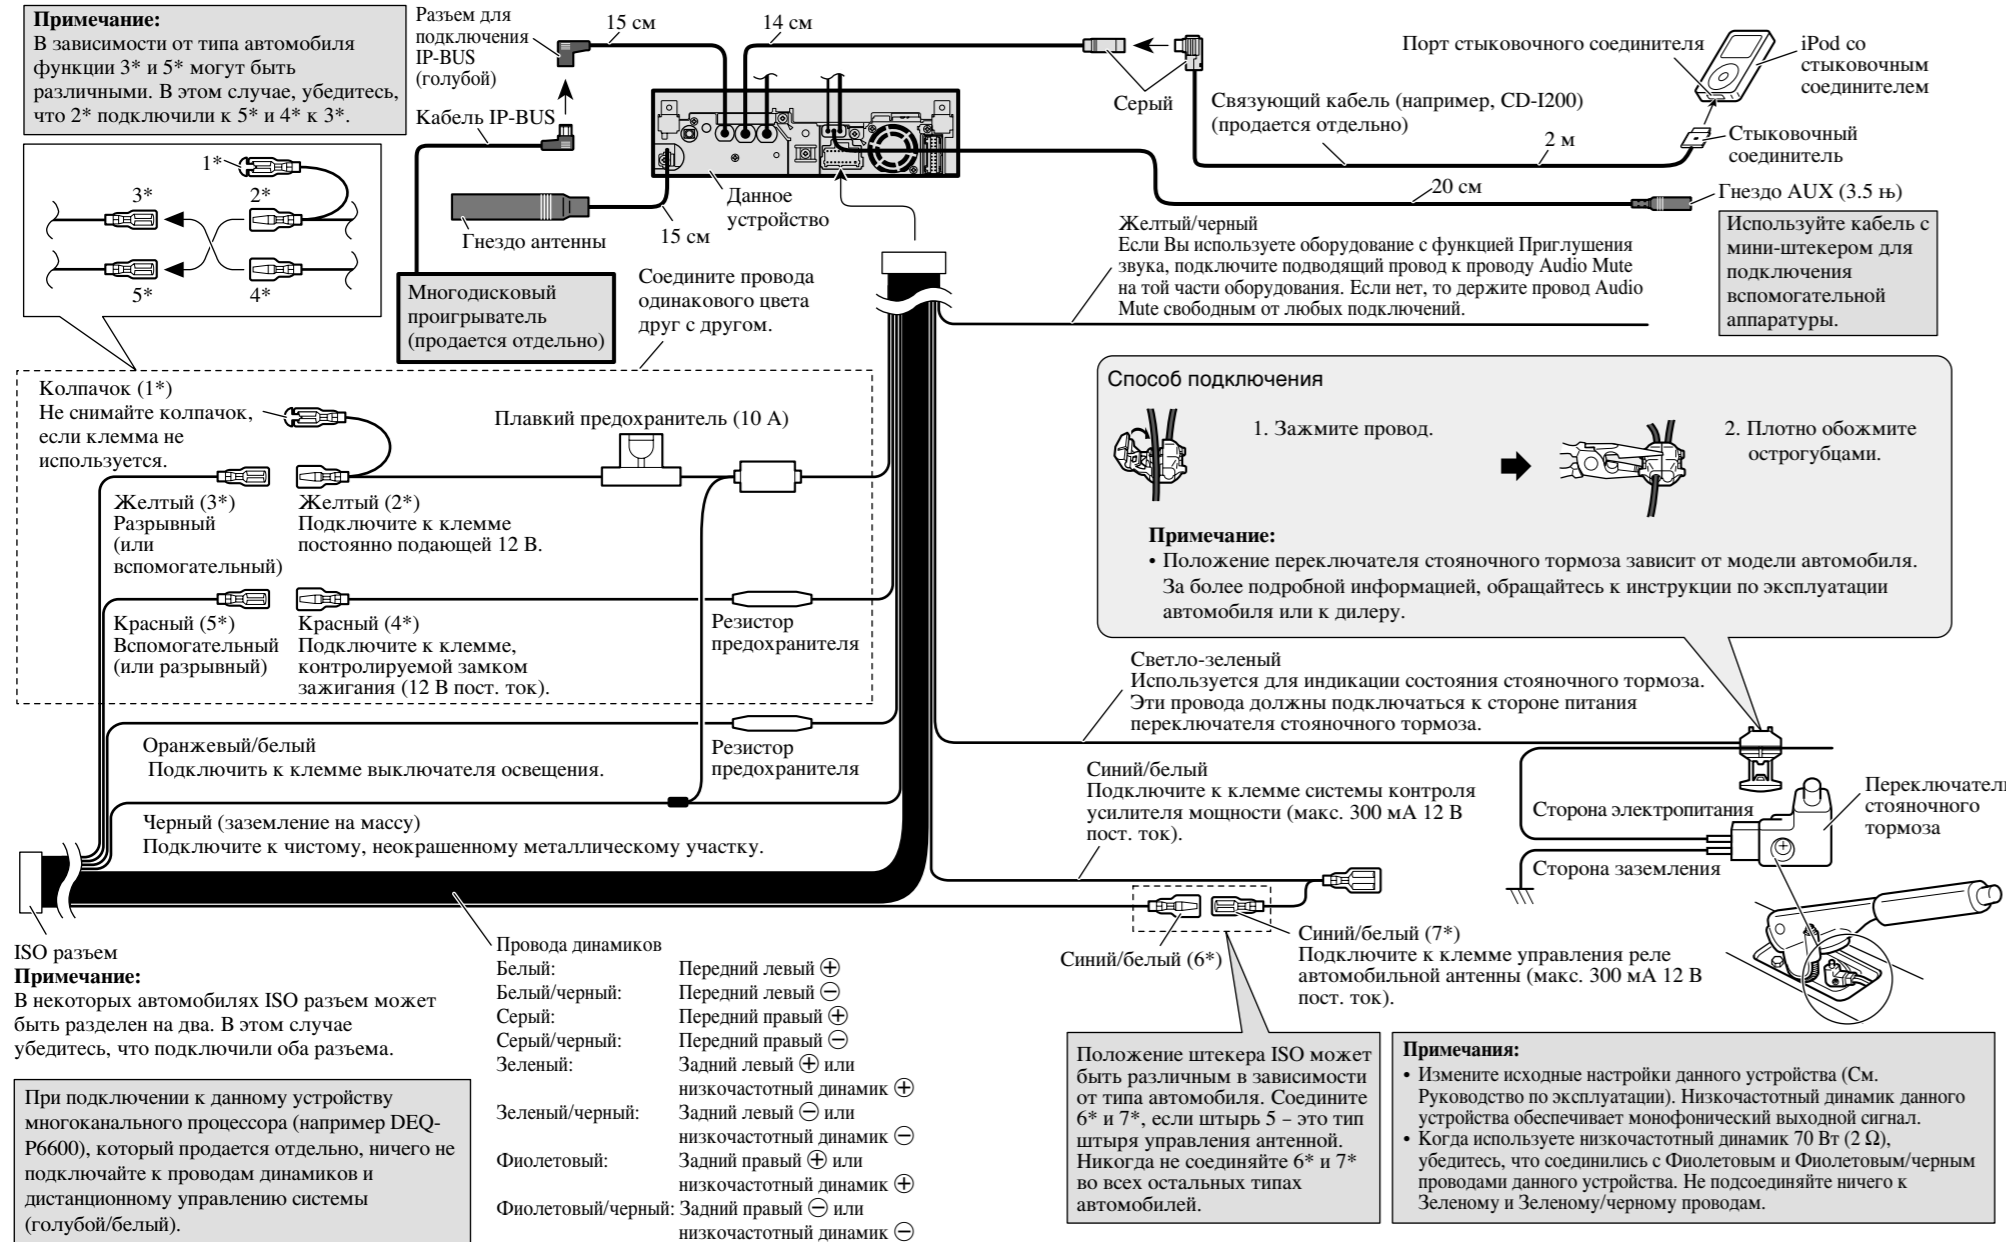 Примечание:
В зависимости от типа автомобиля
функции 3* и 5* могут быть
различными. В этом случае, убедитесь,
что 2* подключили к 5* и 4* к 3*.
1*
3*
2*
5*
4*
Разъем для
подключения
IP-BUS
(голубой)
15 см
14 см
Кабель IP-BUS
Гнездо антенны
15 см
Данное
устройство
Многодисковый
проигрыватель
(продается отдельно)
Соедините провода
одинакового цвета
друг с другом.
Серый
Порт стыковочного соединителя
iPod со
стыковочным
соединителем
Связующий кабель (например, CD-I200)
(продается отдельно)
2 м
Стыковочный
соединитель
20 см
Гнездо AUX (3.5 њ)
Используйте кабель с
мини-штекером для
подключения
вспомогательной
аппаратуры.
Желтый/черный
Если Вы используете оборудование с функцией Приглушения
звука, подключите подводящий провод к проводу Audio Mute
на той части оборудования. Если нет, то держите провод Audio
Mute свободным от любых подключений.
Колпачок (1*)
Не снимайте колпачок,
если клемма не
используется.
Плавкий предохранитель (10 A)
Желтый (3*)
Разрывный
(или
вспомогательный)
Желтый (2*)
Подключите к клемме
постоянно подающей 12 В.
Красный (5*)
Вспомогательный
(или разрывный)
Красный (4*)
Подключите к клемме,
контролируемой замком
зажигания (12 В пост. ток).
Резистор
предохранителя
Оранжевый/белый
Подключить к клемме выключателя освещения.
Резистор
предохранителя
Черный (заземление на массу)
Подключите к чистому, неокрашенному металлическому участку.
Способ подключения
1. Зажмите провод.
2. Плотно обожмите
острогубцами.
Примечание:
• Положение переключателя стояночного тормоза зависит от модели автомобиля.
За более подробной информацией, обращайтесь к инструкции по эксплуатации
автомобиля или к дилеру.
Светло-зеленый
Используется для индикации состояния стояночного тормоза.
Эти провода должны подключаться к стороне питания
переключателя стояночного тормоза.
Синий/белый
Подключите к клемме системы контроля
усилителя мощности (макс. 300 мА 12 В
пост. ток).
Сторона электропитания
Переключатель
стояночного
тормоза
Сторона заземления
Синий/белый (6*)
Синий/белый (7*)
Подключите к клемме управления реле
автомобильной антенны (макс. 300 мА 12 В
пост. ток).
ISO разъем
Примечание:
В некоторых автомобилях ISO разъем может
быть разделен на два. В этом случае
убедитесь, что подключили оба разъема.
При подключении к данному устройству
многоканального процессора (например DEQ-
P6600), который продается отдельно, ничего не
подключайте к проводам динамиков и
дистанционному управлению системы
(голубой/белый).
Провода динамиков
Белый: Передний левый ⊕
Белый/черный: Передний левый ⊖
Серый: Передний правый ⊕
Серый/черный: Передний правый ⊖
Зеленый: Задний левый ⊕ или
низкочастотный динамик ⊕
Зеленый/черный: Задний левый ⊖ или
низкочастотный динамик ⊖
Фиолетовый: Задний правый ⊕ или
низкочастотный динамик ⊕
Фиолетовый/черный: Задний правый ⊖ или
низкочастотный динамик ⊖
Положение штекера ISO может
быть различным в зависимости
от типа автомобиля. Соедините
6* и 7*, если штырь 5 – это тип
штыря управления антенной.
Никогда не соединяйте 6* и 7*
во всех остальных типах
автомобилей.
Примечания:
• Измените исходные настройки данного устройства (См.
Руководство по эксплуатации). Низкочастотный динамик данного
устройства обеспечивает монофонический выходной сигнал.
• Когда используете низкочастотный динамик 70 Вт (2 Ω),
убедитесь, что соединились с Фиолетовым и Фиолетовым/черным
проводами данного устройства. Не подсоединяйте ничего к
Зеленому и Зеленому/черному проводам.